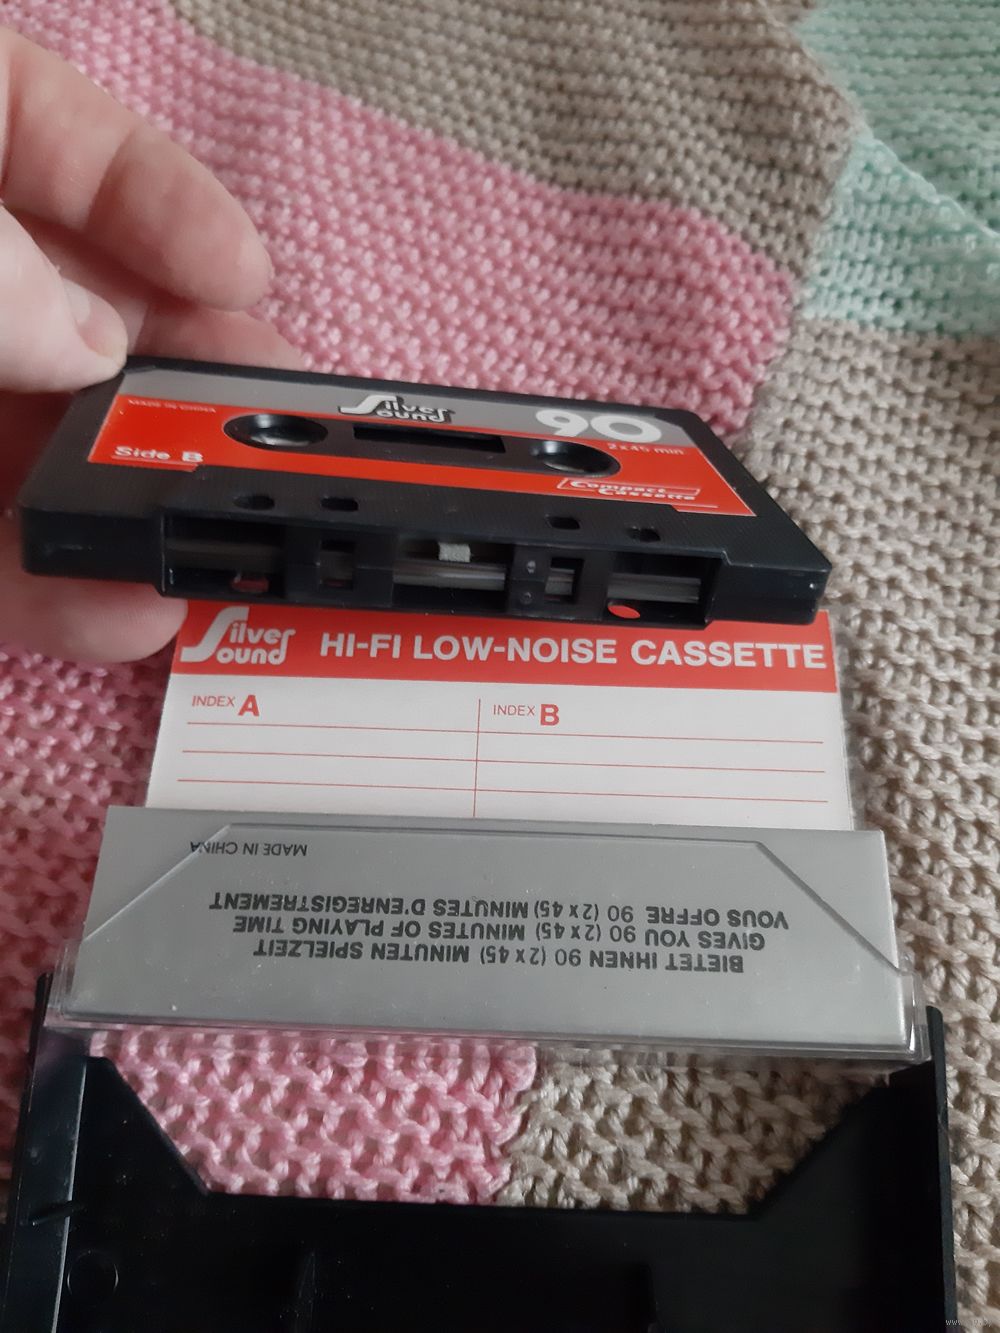 MADE IN CHINA
Silver Sound
90
2x45 min
Side B
Compact Cassette
Silver Sound
HI-FI LOW-NOISE CASSETTE
INDEX A
INDEX B
BIETET IHNEN 90 (2 x 45) MINUTEN SPIELZEIT
GIVES YOU 90 (2 x 45) MINUTES OF PLAYING TIME
VOUS OFFRE 90 (2 x 45) MINUTES D'ENREGISTREMENT
MADE IN CHINA